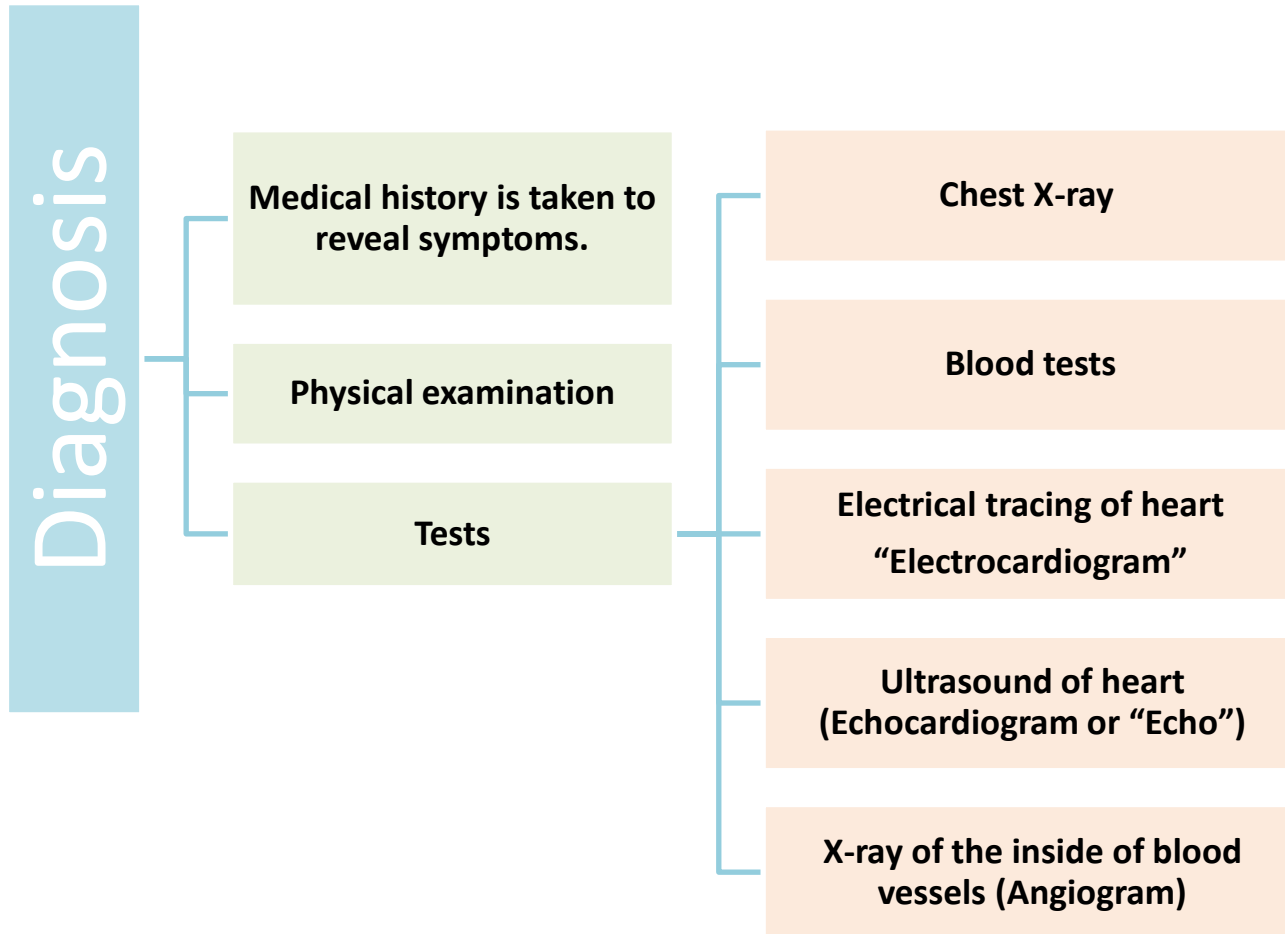 Diagnosis
Medical history is taken to
reveal symptoms.
Physical examination
Tests
Chest X-ray
Blood tests
Electrical tracing of heart
“Electrocardiogram”
Ultrasound of heart
(Echocardiogram or “Echo”)
X-ray of the inside of blood
vessels (Angiogram)